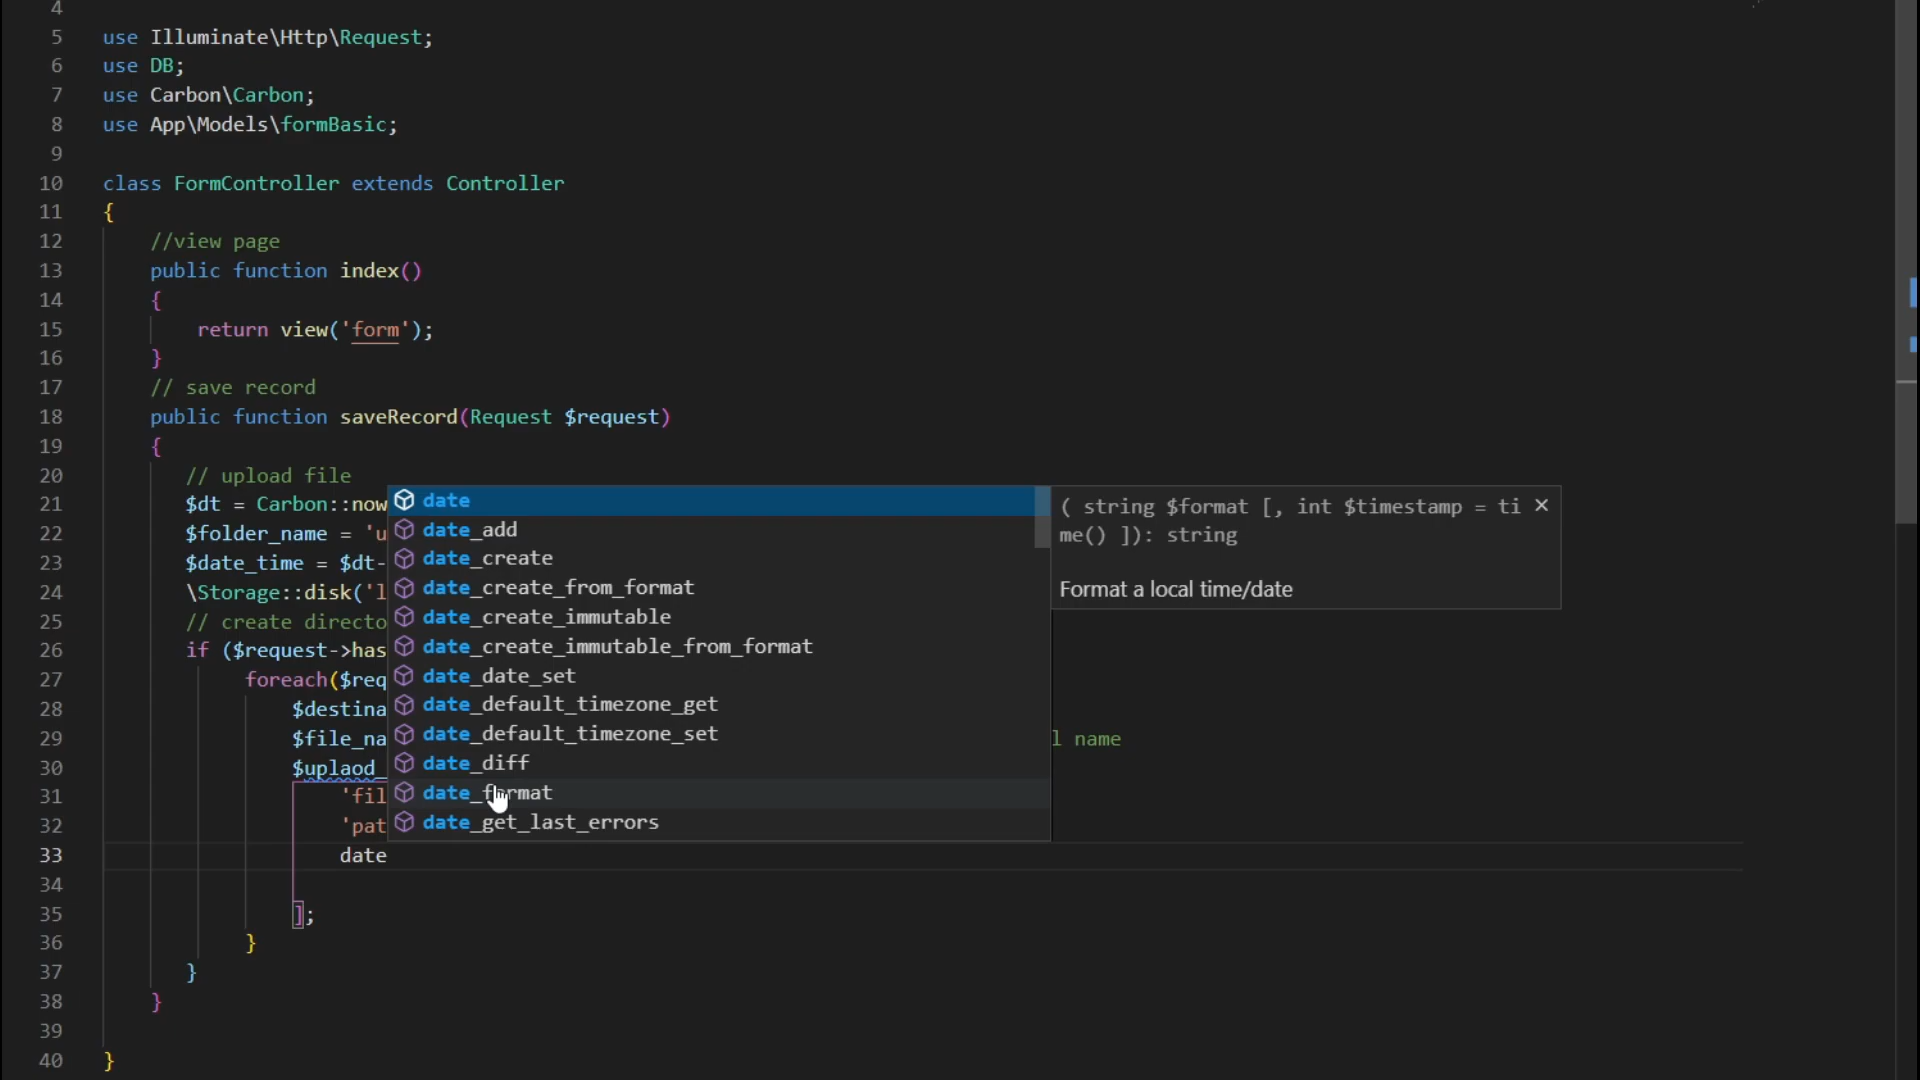 4
5 use Illuminate\Http\Request;
6 use DB;
7 use Carbon\Carbon;
8 use App\Models\formBasic;
9
10 class FormController extends Controller
11 {
12 //view page
13 public function index()
14 {
15 return view('form');
16 }
17 // save record
18 public function saveRecord(Request $request)
19 {
20 // upload file
21 $dt = Carbon::now
22 $folder_name = 'u
23 $date_time = $dt-
24 \Storage::disk('l
25 // create directo
26 if ($request->has
27 foreach($req
28 $destina
29 $file_na l name
30 $uplaod_
31 'fil
32 'pat
33 date
34
35 ];
36 }
37 }
38 }
39
40 }
date
date_add
date_create
date_create_from_format
date_create_immutable
date_create_immutable_from_format
date_date_set
date_default_timezone_get
date_default_timezone_set
date_diff
date_format
date_get_last_errors
( string $format [, int $timestamp = ti
me() ]): string
Format a local time/date